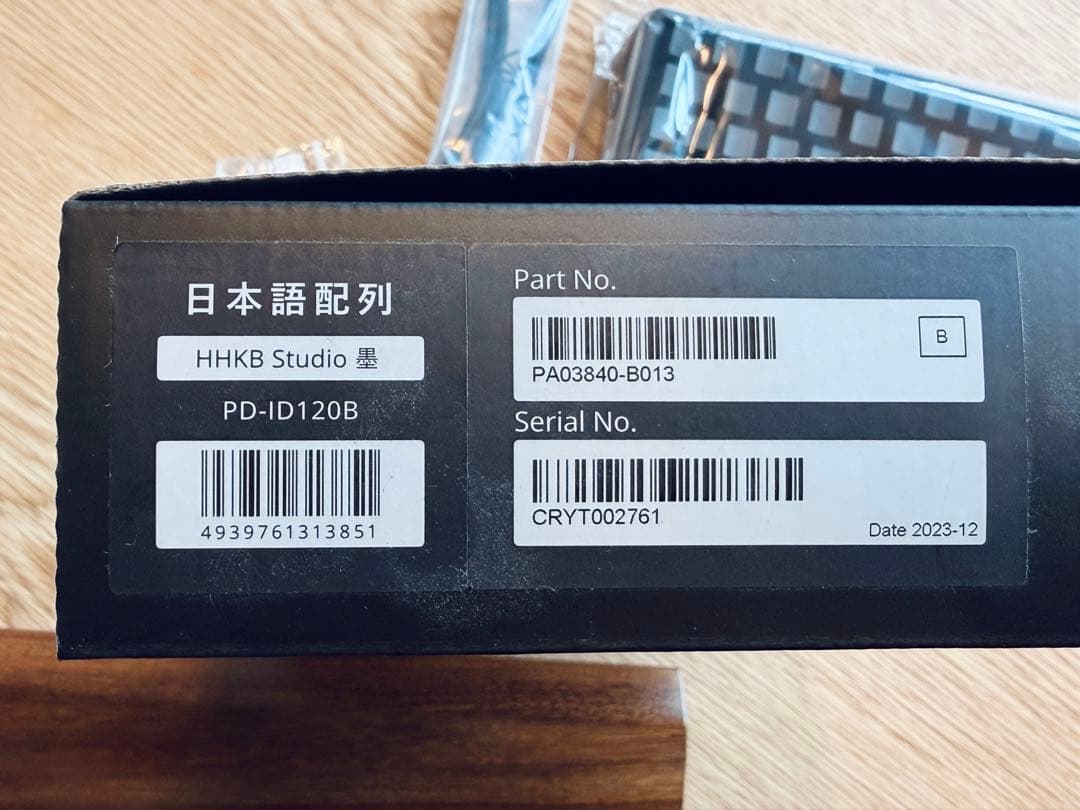 日本語配列
HHKB Studio 墨
PD-ID120B
4939761313851
Part No.
B
PA03840-B013
Serial No.
CRYT002761
Date 2023-12